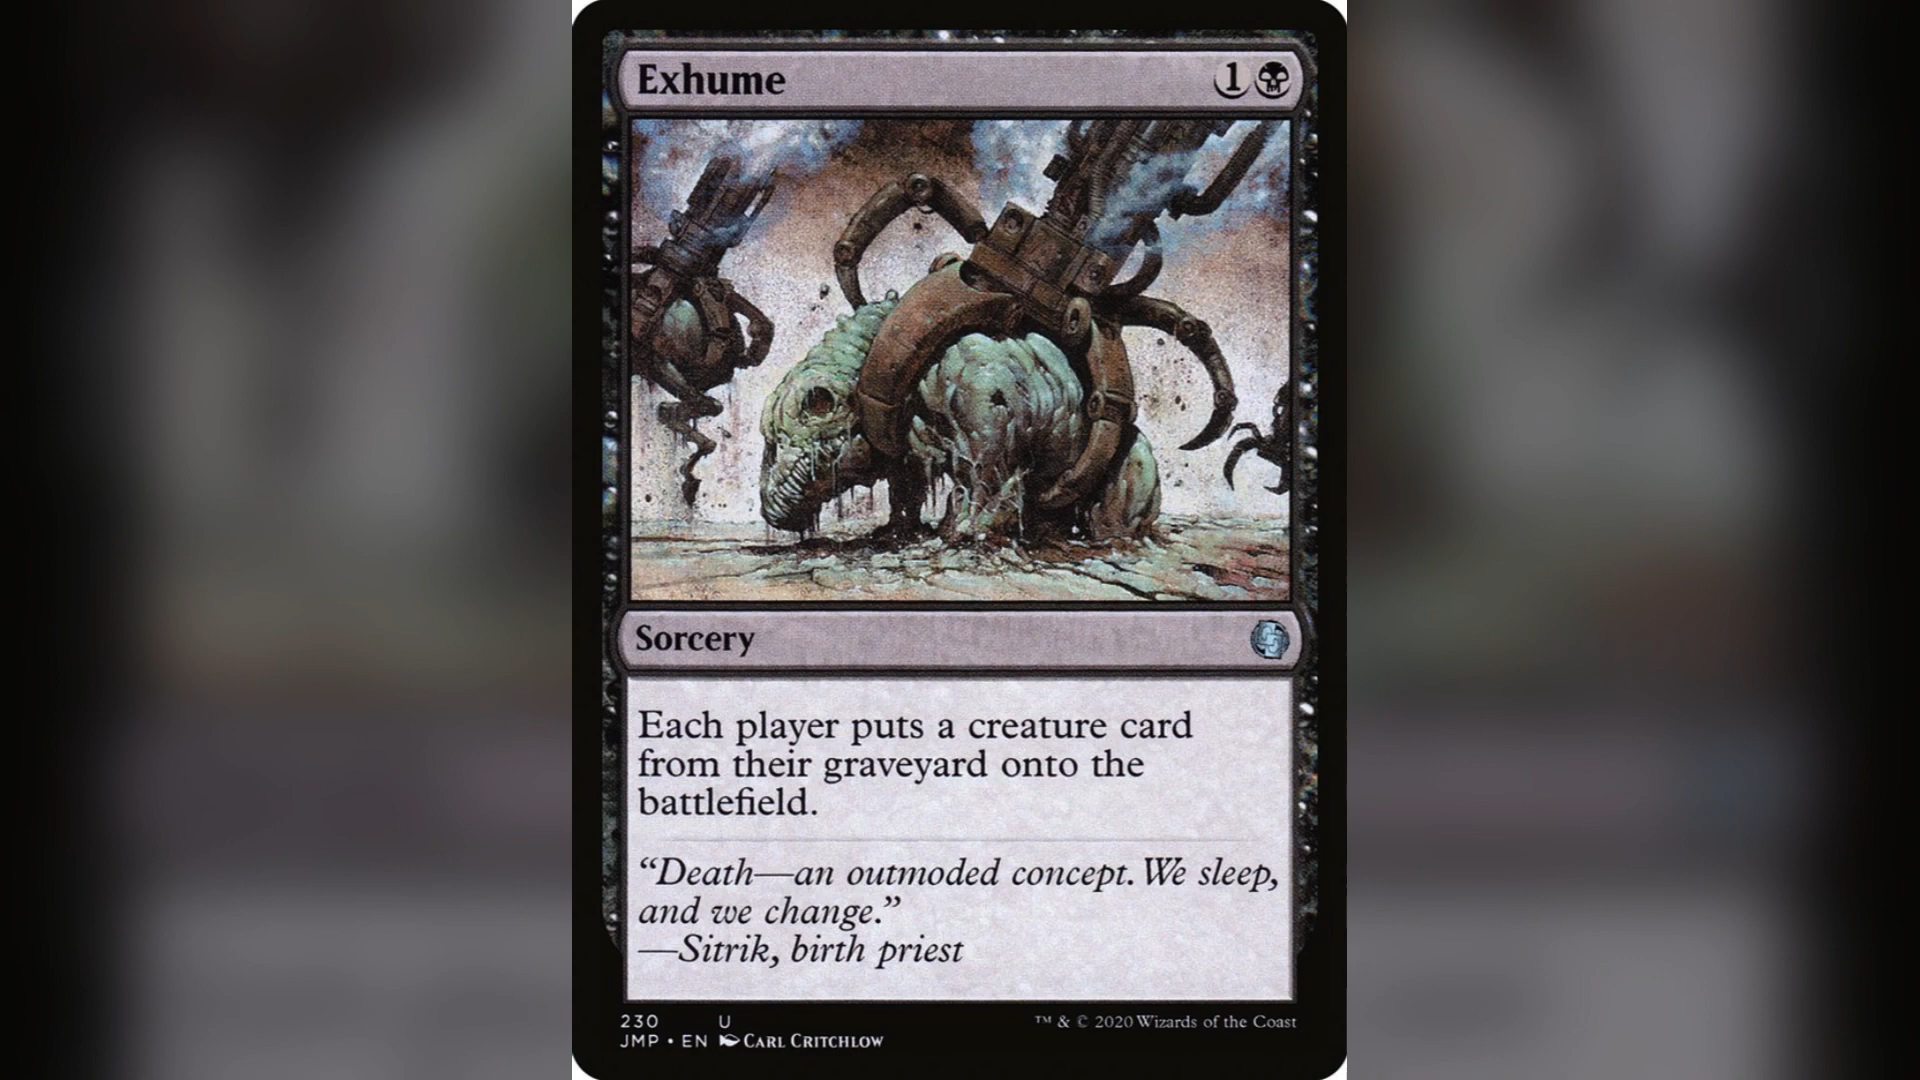 Exhume 1
Sorcery
Each player puts a creature card
from their graveyard onto the
battlefield.
“Death—an outmoded concept. We sleep,
and we change.”
—Sitrik, birth priest
230 U
JMP • EN CARL CRITCHLOW
™ & © 2020 Wizards of the Coast